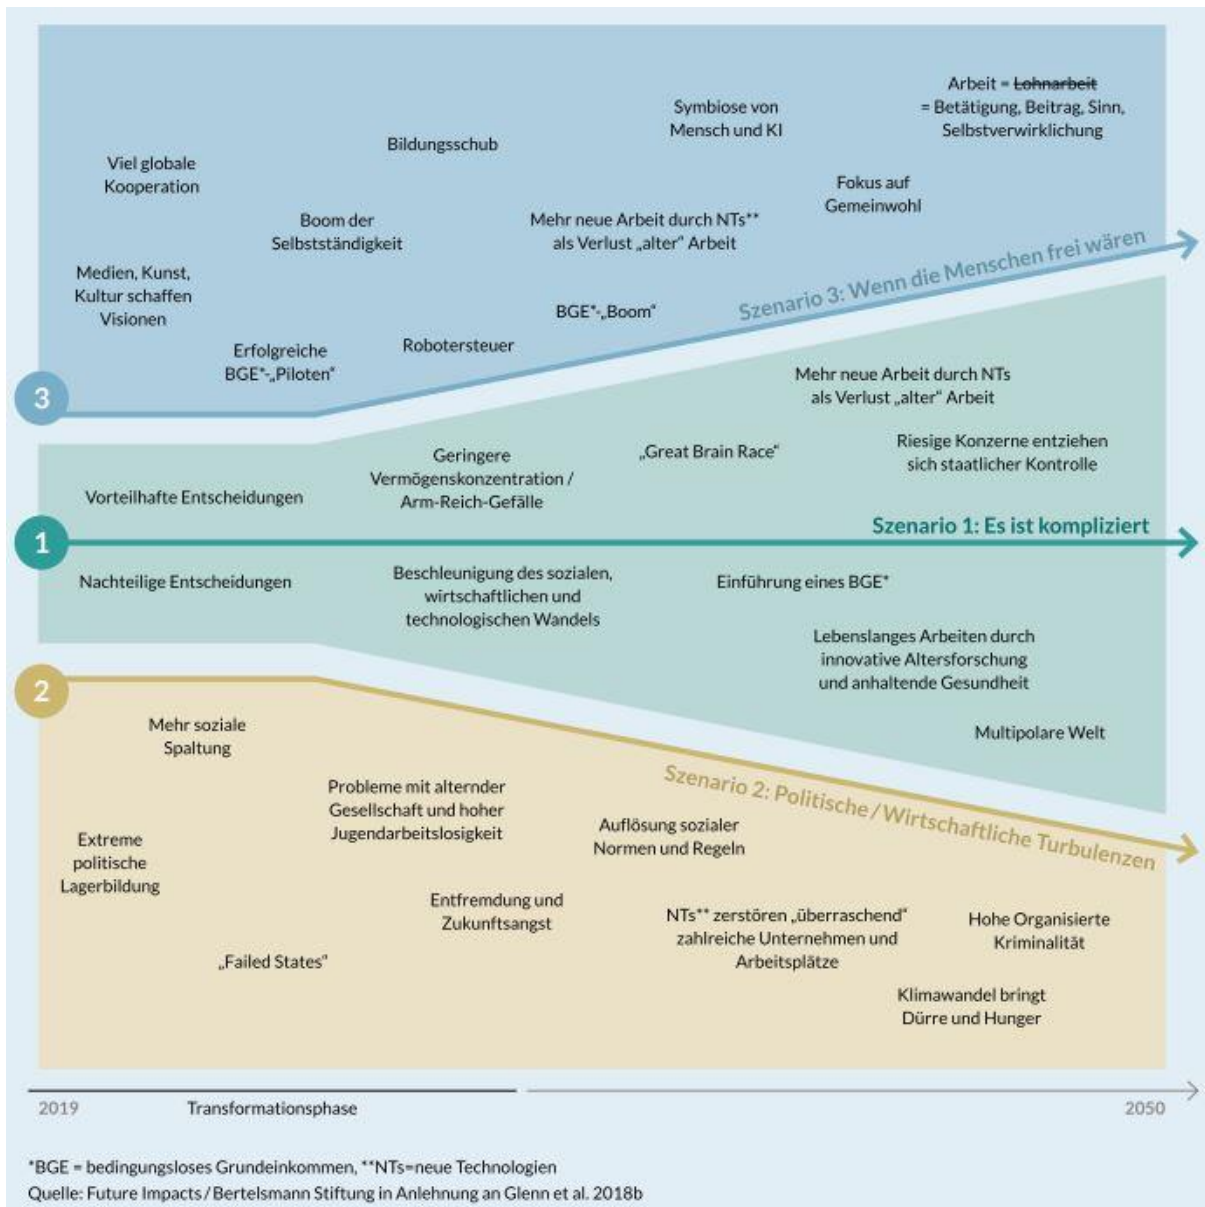 Arbeit = Lohnarbeit
= Betätigung, Beitrag, Sinn,
Selbstverwirklichung
Symbiose von
Mensch und KI
Bildungsschub
Viel globale
Kooperation
Fokus auf
Gemeinwohl
Boom der
Selbstständigkeit
Mehr neue Arbeit durch NTs**
als Verlust „alter“ Arbeit
Medien, Kunst,
Kultur schaffen
Visionen
BGE*-„Boom“
Szenario 3: Wenn die Menschen frei wären
Erfolgreiche
BGE*-„Piloten“
Robotersteuer
3
Mehr neue Arbeit durch NTs
als Verlust „alter“ Arbeit
Geringere
Vermögenskonzentration /
Arm-Reich-Gefälle
„Great Brain Race“
Riesige Konzerne entziehen
sich staatlicher Kontrolle
Vorteilhafte Entscheidungen
Szenario 1: Es ist kompliziert
1
Nachteilige Entscheidungen
Beschleunigung des sozialen,
wirtschaftlichen und
technologischen Wandels
Einführung eines BGE*
Lebenslanges Arbeiten durch
innovative Altersforschung
und anhaltende Gesundheit
Multipolare Welt
2
Szenario 2: Politische / Wirtschaftliche Turbulenzen
Mehr soziale
Spaltung
Probleme mit alternder
Gesellschaft und hoher
Jugendarbeitslosigkeit
Auflösung sozialer
Normen und Regeln
Extreme
politische
Lagerbildung
Entfremdung und
Zukunftsangst
NTs** zerstören „überraschend“
zahlreiche Unternehmen und
Arbeitsplätze
Hohe Organisierte
Kriminalität
„Failed States“
Klimawandel bringt
Dürre und Hunger
2019
Transformationsphase
2050
*BGE = bedingungsloses Grundeinkommen, **NTs=neue Technologien
Quelle: Future Impacts / Bertelsmann Stiftung in Anlehnung an Glenn et al. 2018b